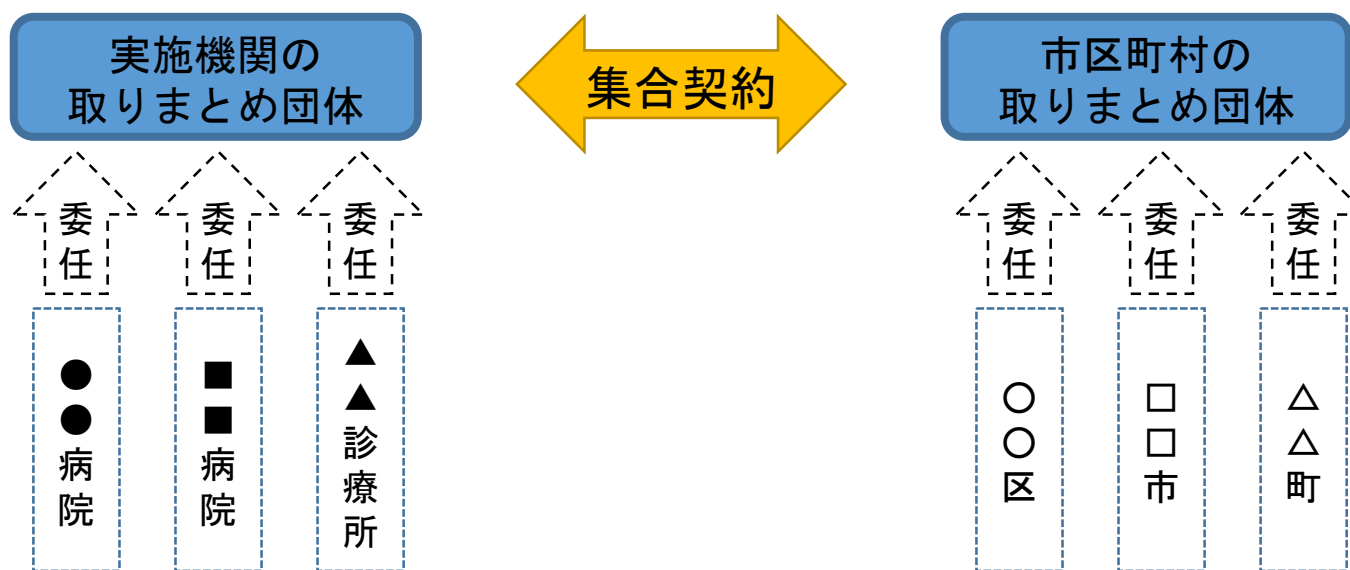 実施機関の
取りまとめ団体
集合契約
市区町村の
取りまとめ団体
委任
委任
委任
委任
委任
委任
●●病院
■■病院
▲▲診療所
○○区
□□市
△△町